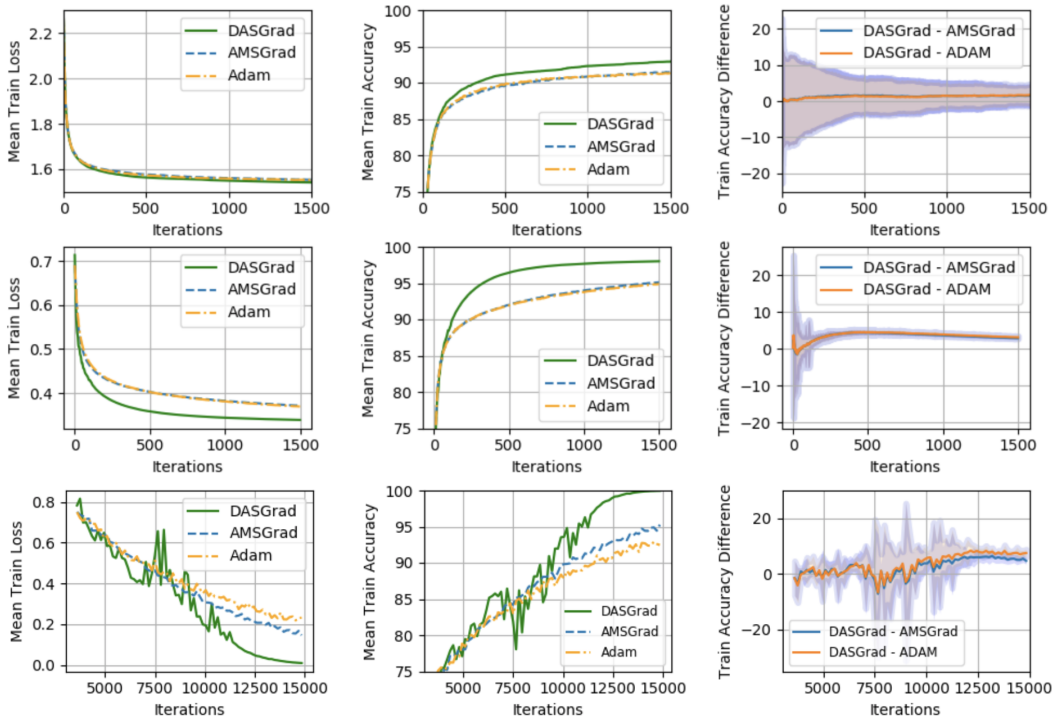 Mean Train Loss
2.2
2.0
1.8
1.6
0
500
1000
1500
Iterations
DASGrad
AMSGrad
Adam
Mean Train Accuracy
100
95
90
85
80
75
0
500
1000
1500
Iterations
DASGrad
AMSGrad
Adam
Train Accuracy Difference
20
10
0
−10
−20
0
500
1000
1500
Iterations
DASGrad - AMSGrad
DASGrad - ADAM
Mean Train Loss
0.7
0.6
0.5
0.4
0
500
1000
1500
Iterations
DASGrad
AMSGrad
Adam
Mean Train Accuracy
100
95
90
85
80
75
0
500
1000
1500
Iterations
DASGrad
AMSGrad
Adam
Train Accuracy Difference
20
10
0
−10
−20
0
500
1000
1500
Iterations
DASGrad - AMSGrad
DASGrad - ADAM
Mean Train Loss
0.8
0.6
0.4
0.2
0.0
5000
7500
10000
12500
15000
Iterations
DASGrad
AMSGrad
Adam
Mean Train Accuracy
100
95
90
85
80
75
5000
7500
10000
12500
15000
Iterations
DASGrad
AMSGrad
Adam
Train Accuracy Difference
20
0
−20
5000
7500
10000
12500
15000
Iterations
DASGrad - AMSGrad
DASGrad - ADAM